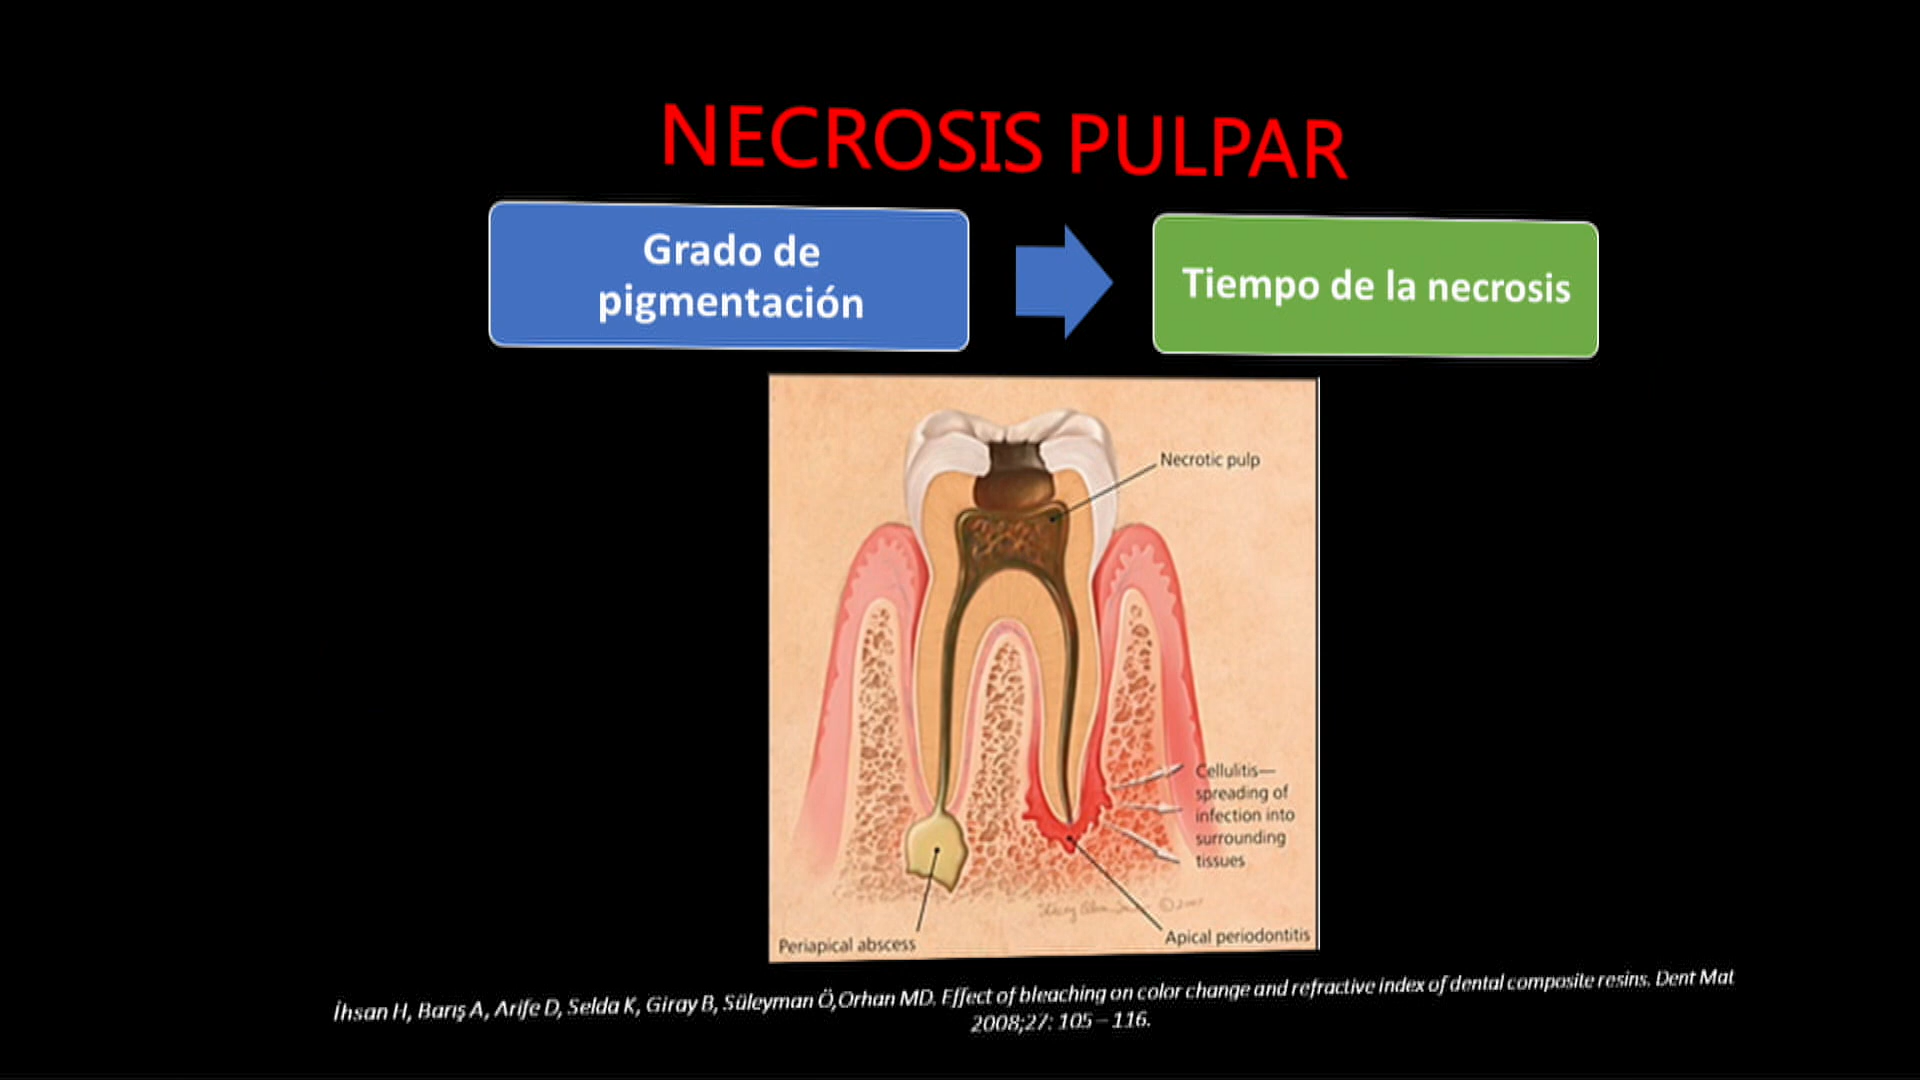 NECROSIS PULPAR
Grado de
pigmentación
Tiempo de la necrosis
Necrotic pulp
Cellulitis—
spreading of
infection into
surrounding
tissues
Periapical abscess
Apical periodontitis
İhsan H, Barış A, Arife D, Selda K, Giray B, Süleyman Ö,Orhan MD. Effect of bleaching on color change and refractive index of dental composite resins. Dent Mat
2008;27: 105 – 116.